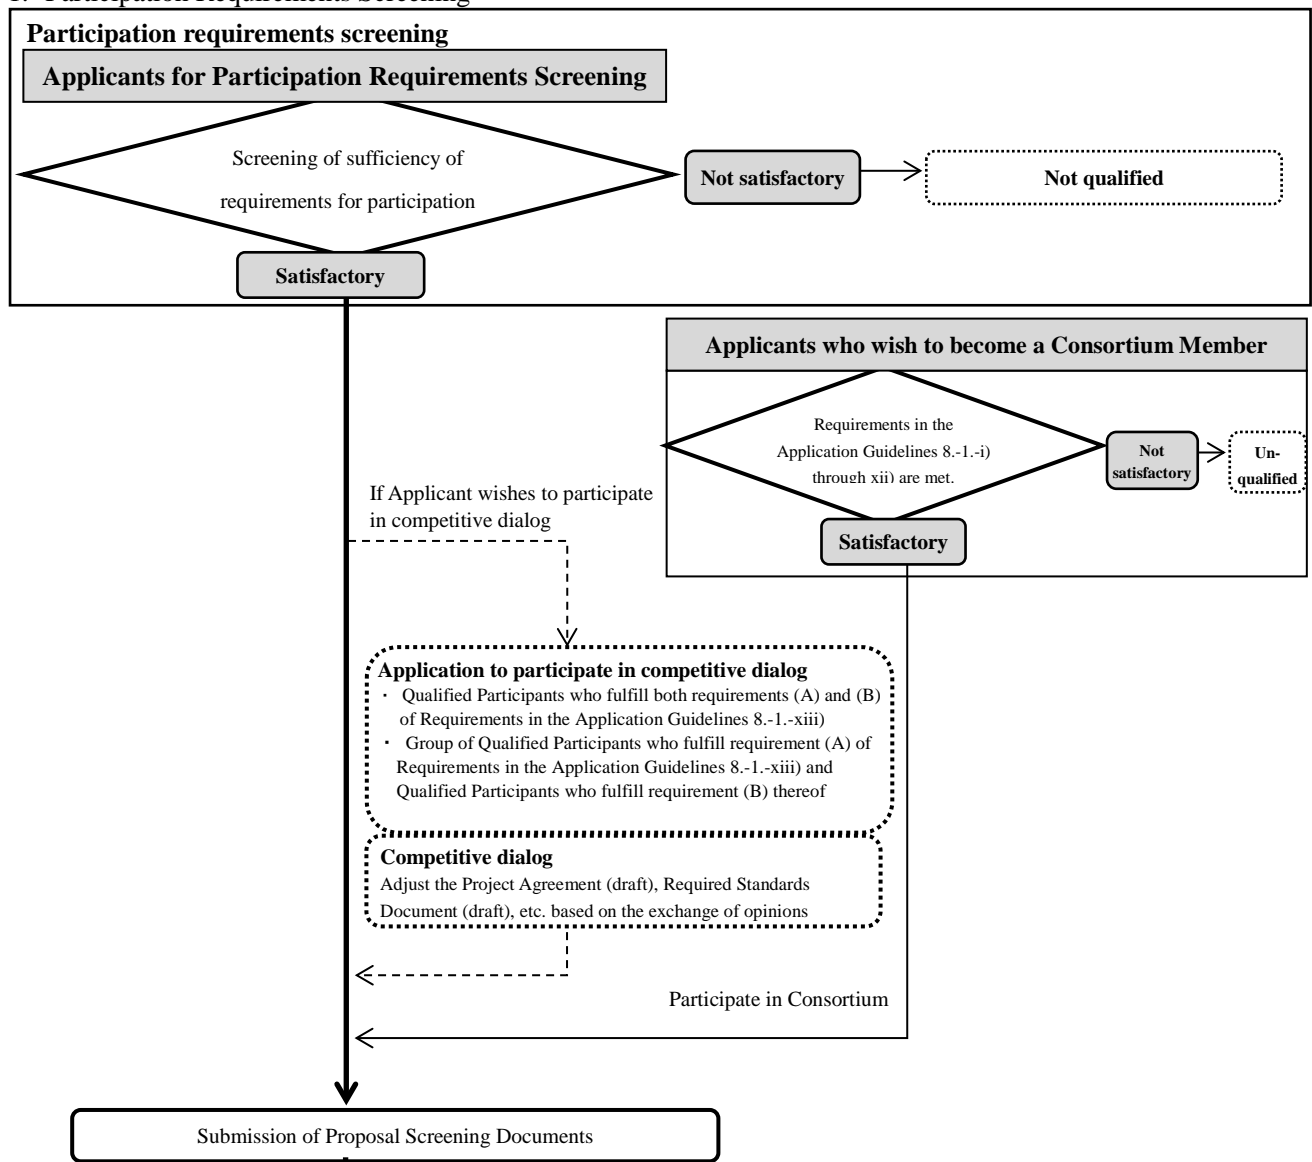 1. Participation Requirements Screening
Participation requirements screening
Applicants for Participation Requirements Screening
Screening of sufficiency of
requirements for participation
Not satisfactory
Not qualified
Satisfactory
Applicants who wish to become a Consortium Member
Requirements in the
Application Guidelines 8.-1.-i)
through xii) are met.
Not
satisfactory
Un-
qualified
Satisfactory
If Applicant wishes to participate
in competitive dialog
Application to participate in competitive dialog
・ Qualified Participants who fulfill both requirements (A) and (B)
of Requirements in the Application Guidelines 8.-1.-xiii)
・ Group of Qualified Participants who fulfill requirement (A) of
Requirements in the Application Guidelines 8.-1.-xiii) and
Qualified Participants who fulfill requirement (B) thereof
Competitive dialog
Adjust the Project Agreement (draft), Required Standards
Document (draft), etc. based on the exchange of opinions
Participate in Consortium
Submission of Proposal Screening Documents